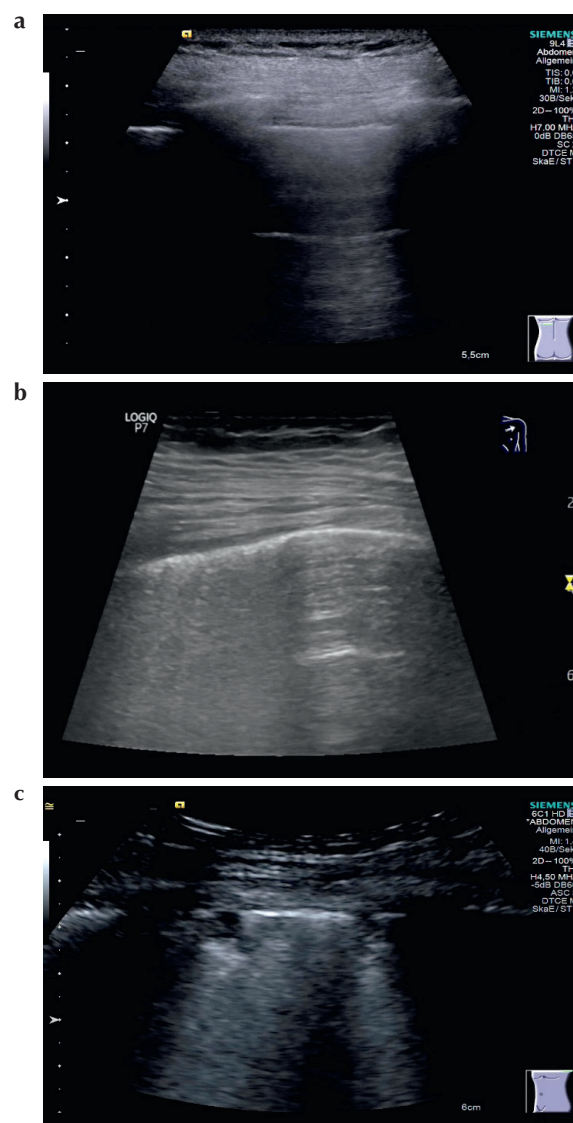 a
SIEMENS
9L4
Abdomen
Allgemein
TIS: 0,
TIB: 0,
MI: 1,
30B/Sek
2D–100%
TH
H7,00 MH
0dB DB6
SC
DTCE M
SkaE / ST
5,5cm
b
LOGIQ
P7
2
6
c
SIEMENS
6C1 HD
*ABDOMEN
Allgemein
MI: 1.
40B/Sek
2D–100%
TH
H4,50 MH
-5dB DB6
ASC
DTCE M
SkaE / ST
6cm